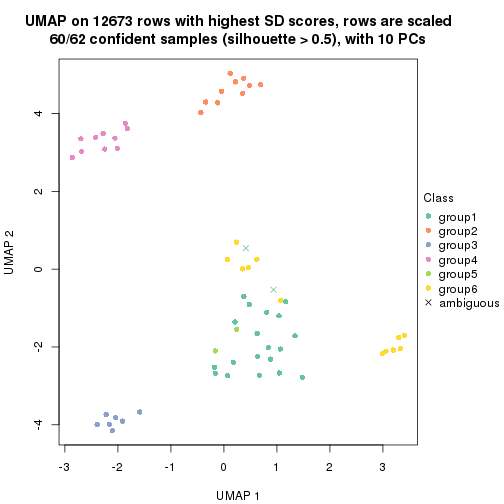 UMAP on 12673 rows with highest SD scores, rows are scaled
60/62 confident samples (silhouette > 0.5), with 10 PCs
4
2
0
-2
-4
UMAP 2
-3
-2
-1
0
1
2
3
UMAP 1
Class
group1
group2
group3
group4
group5
group6
ambiguous